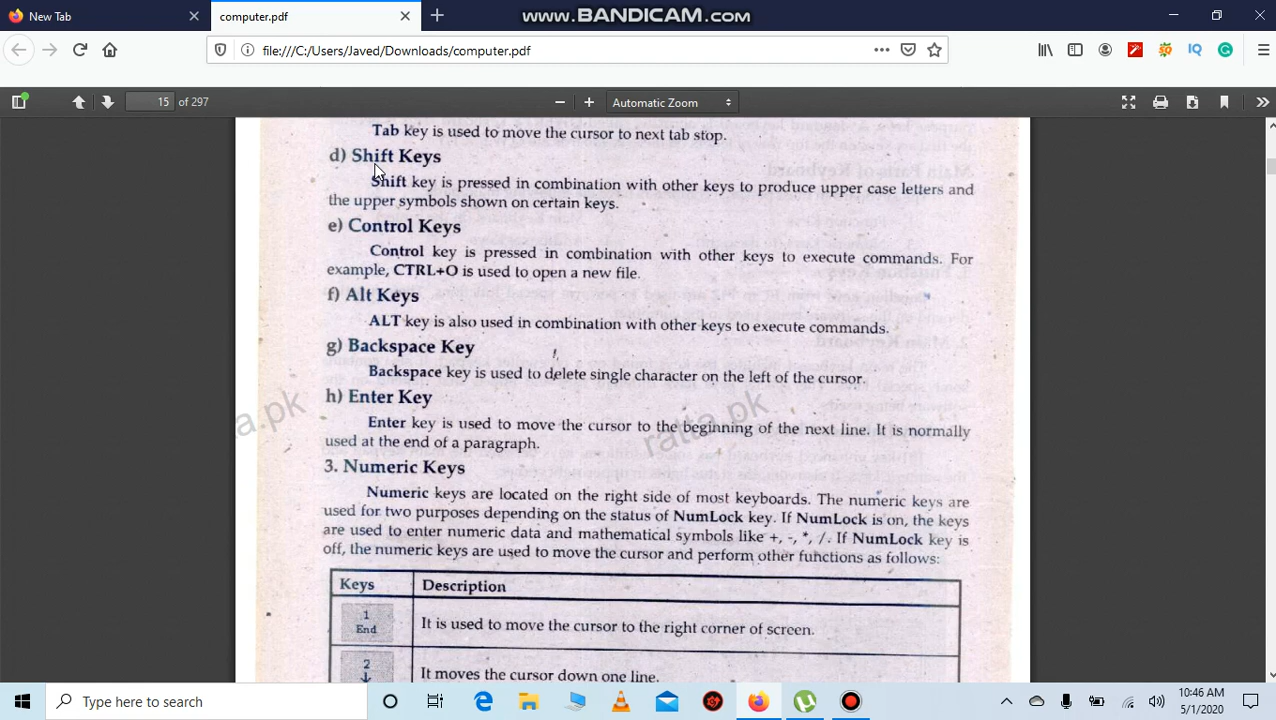 New Tab
computer.pdf
www.BANDICAM.com
file:///C:/Users/Javed/Downloads/computer.pdf
15 of 297
Automatic Zoom
Tab key is used to move the cursor to next tab stop.
d) Shift Keys
Shift key is pressed in combination with other keys to produce upper case letters and
the upper symbols shown on certain keys.
e) Control Keys
Control key is pressed in combination with other keys to execute commands. For
example, CTRL+O is used to open a new file.
f) Alt Keys
ALT key is also used in combination with other keys to execute commands.
g) Backspace Key
Backspace key is used to delete single character on the left of the cursor.
h) Enter Key
Enter key is used to move the cursor to the beginning of the next line. It is normally
used at the end of a paragraph.
ta.pk
ratta.pk
3. Numeric Keys
Numeric keys are located on the right side of most keyboards. The numeric keys are
used for two purposes depending on the status of NumLock key. If NumLock is on, the keys
are used to enter numeric data and mathematical symbols like +, -, *, /. If NumLock key is
off, the numeric keys are used to move the cursor and perform other functions as follows:
Keys Description
1
End
It is used to move the cursor to the right corner of screen.
2
↓
It moves the cursor down one line.
Type here to search
10:46 AM
5/1/2020